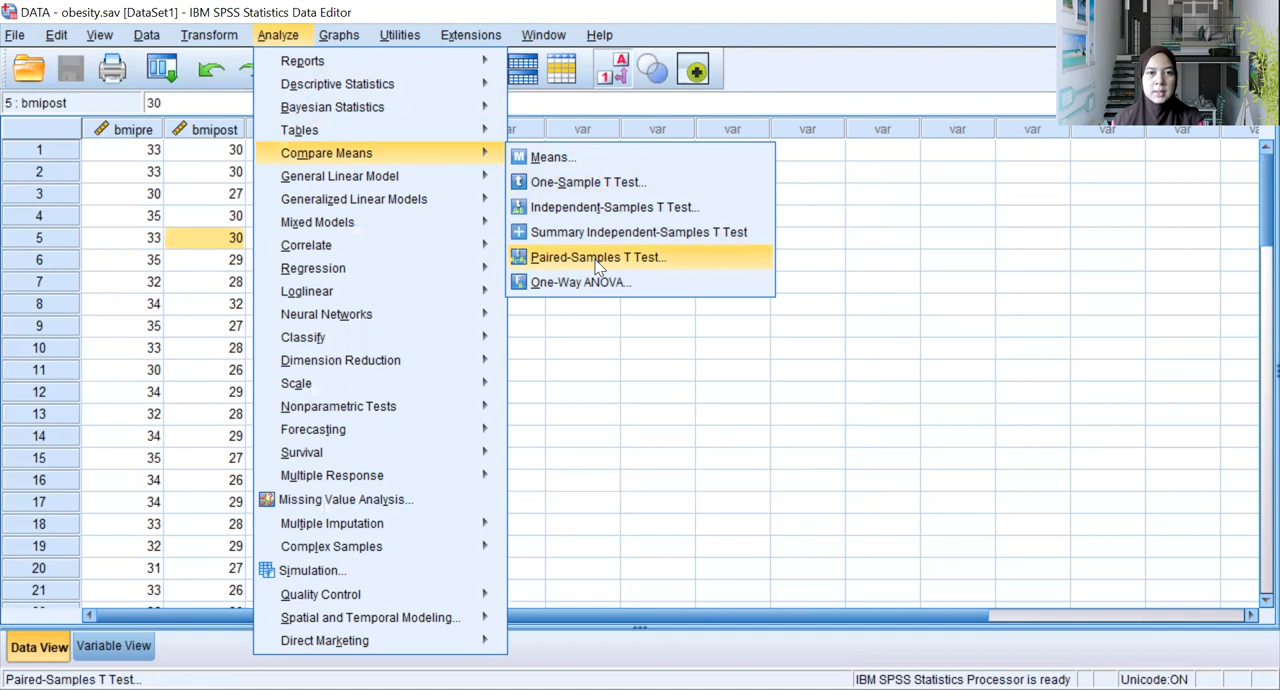 DATA - obesity.sav [DataSet1] - IBM SPSS Statistics Data Editor
File Edit View Data Transform Analyze Graphs Utilities Extensions Window Help
5 : bmipost 30
bmipre bmipost var var var var var var var var var
1 33 30
2 33 30
3 30 27
4 35 30
5 33 30
6 35 29
7 32 28
8 34 32
9 35 27
10 33 28
11 30 26
12 34 29
13 32 28
14 34 29
15 35 27
16 34 26
17 34 29
18 33 28
19 32 29
20 31 27
21 33 26
Reports
Descriptive Statistics
Bayesian Statistics
Tables
Compare Means
General Linear Model
Generalized Linear Models
Mixed Models
Correlate
Regression
Loglinear
Neural Networks
Classify
Dimension Reduction
Scale
Nonparametric Tests
Forecasting
Survival
Multiple Response
Missing Value Analysis...
Multiple Imputation
Complex Samples
Simulation...
Quality Control
Spatial and Temporal Modeling...
Direct Marketing
Means...
One-Sample T Test...
Independent-Samples T Test...
Summary Independent-Samples T Test
Paired-Samples T Test...
One-Way ANOVA...
Data View Variable View
Paired-Samples T Test... IBM SPSS Statistics Processor is ready Unicode:ON